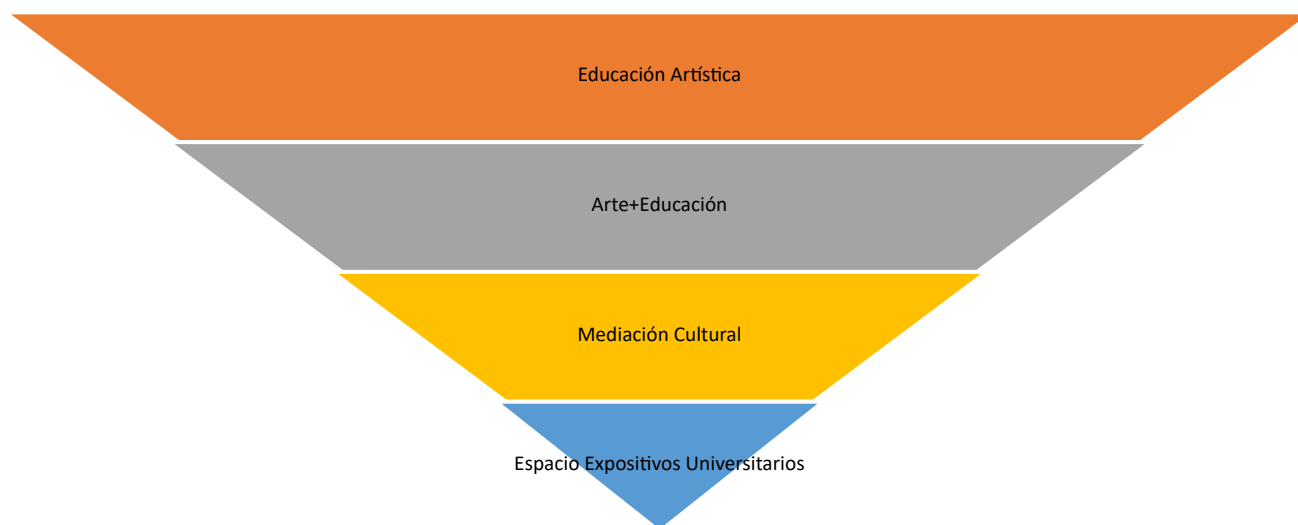 Educación Artística
Arte+Educación
Mediación Cultural
Espacio Expositivos Universitarios